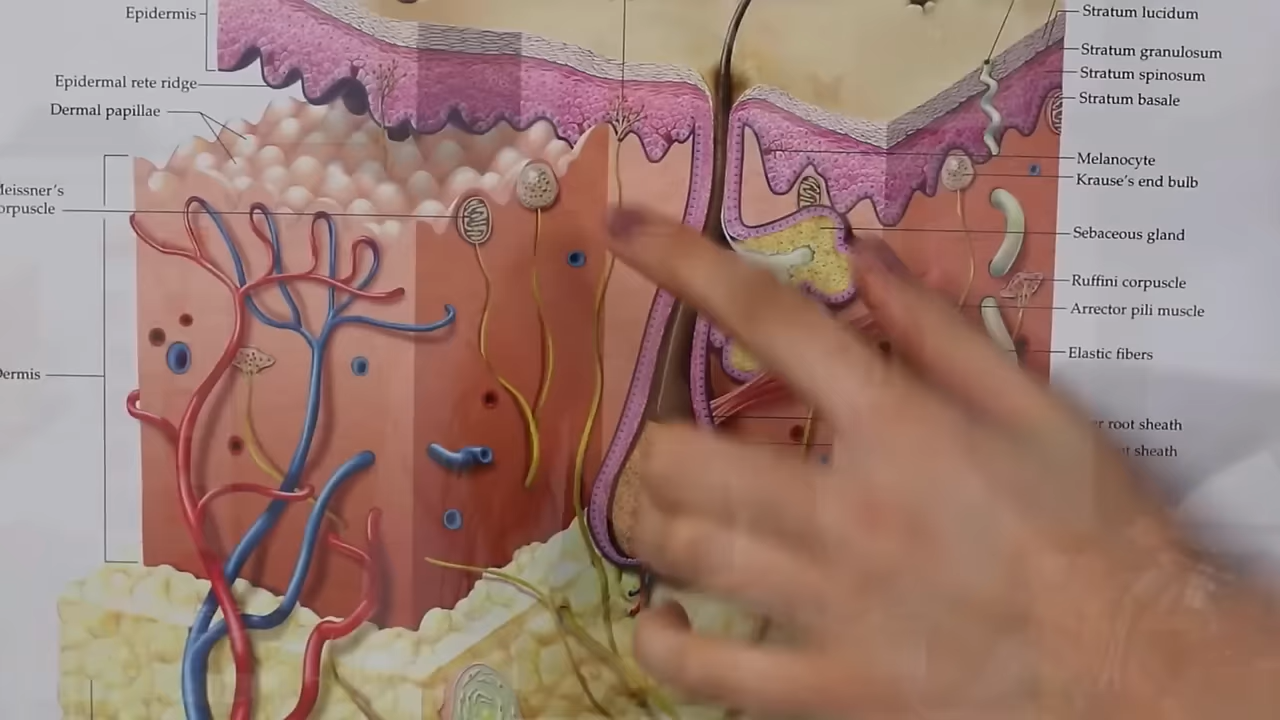 Epidermis
Epidermal rete ridge
Dermal papillae
Meissner's
orpuscle
Dermis
Stratum lucidum
Stratum granulosum
Stratum spinosum
Stratum basale
Melanocyte
Krause's end bulb
Sebaceous gland
Ruffini corpuscle
Arrector pili muscle
Elastic fibers
root sheath
sheath